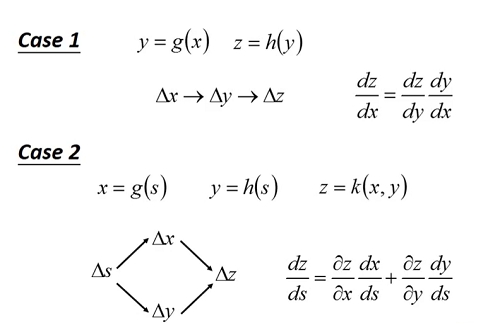 Case 1 y = g(x) z = h(y)
Δx → Δy → Δz dz/dx = dz/dy dy/dx
Case 2
x = g(s) y = h(s) z = k(x, y)
Δx
Δs Δz dz/ds = ∂z/∂x dx/ds + ∂z/∂y dy/ds
Δy